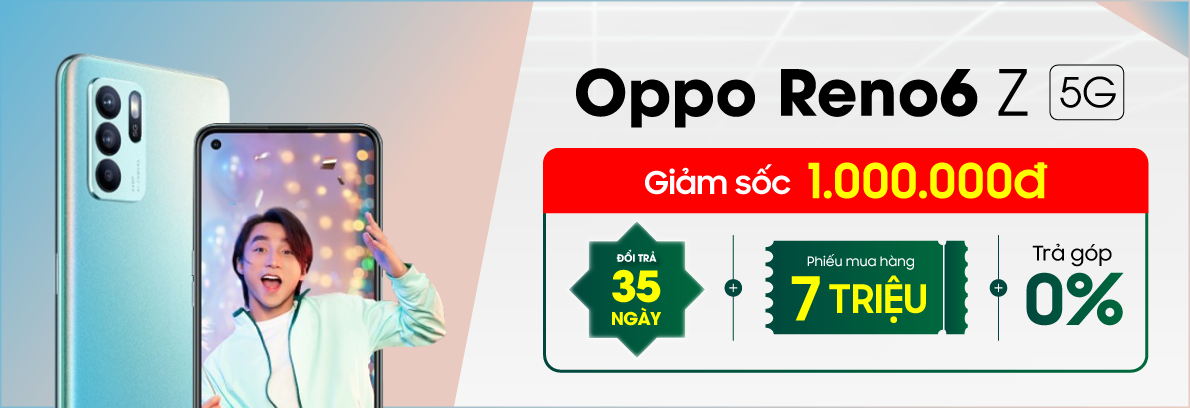 Oppo Reno6 Z 5G
Giảm sốc 1.000.000đ
ĐỔI TRẢ
35
NGÀY
+
Phiếu mua hàng
7 TRIỆU
+
Trả góp
0%
5G